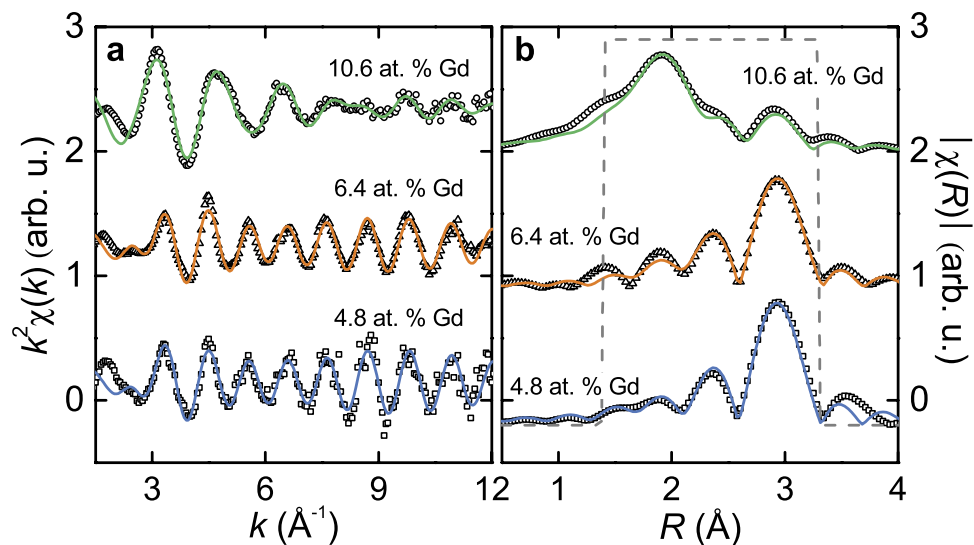 a
10.6 at. % Gd
6.4 at. % Gd
4.8 at. % Gd
3
2
1
0
k²χ(k) (arb. u.)
3
6
9
12
k (Å⁻¹)
b
10.6 at. % Gd
6.4 at. % Gd
4.8 at. % Gd
3
2
1
0
|χ(R)| (arb. u.)
1
2
3
4
R (Å)